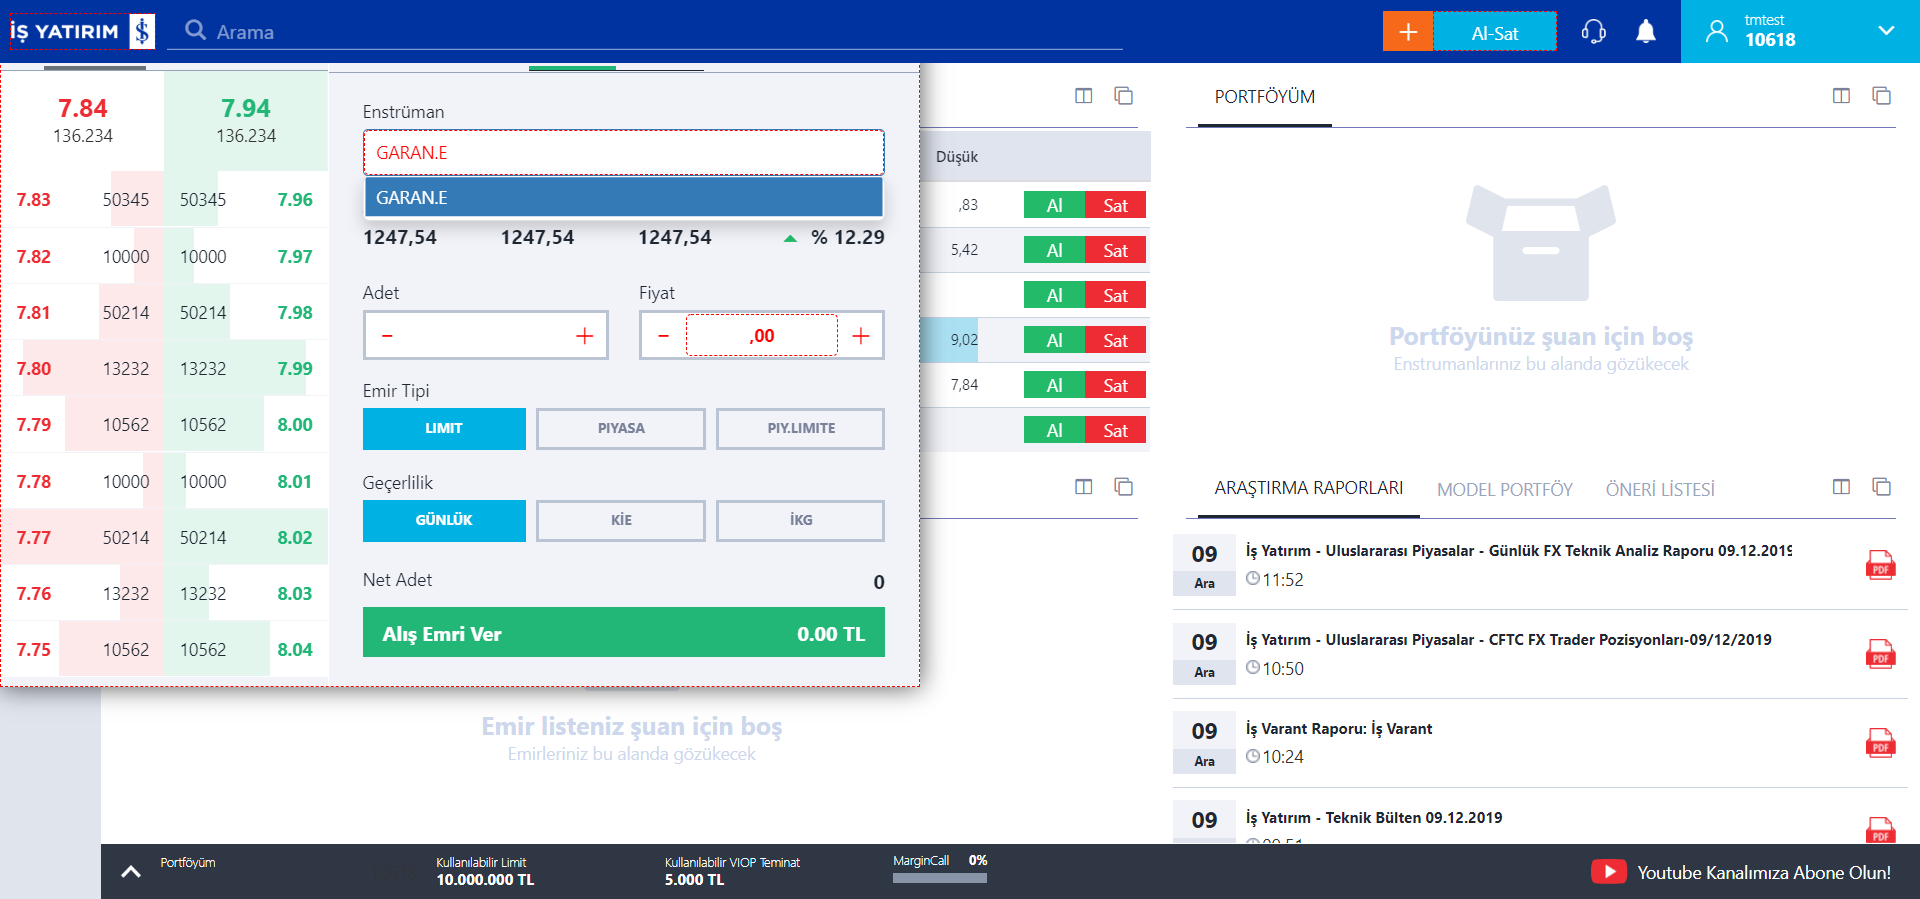 İŞ YATIRIM
Arama
Al-Sat
tmtest
10618
7.84
136.234
7.94
136.234
7.83 50345 50345 7.96
7.82 10000 10000 7.97
7.81 50214 50214 7.98
7.80 13232 13232 7.99
7.79 10562 10562 8.00
7.78 10000 10000 8.01
7.77 50214 50214 8.02
7.76 13232 13232 8.03
7.75 10562 10562 8.04
Enstrüman
GARAN.E
GARAN.E
1247,54 1247,54 1247,54 % 12.29
Adet Fiyat
- + - ,00 +
Emir Tipi
LIMIT PIYASA PIY.LIMITE
Geçerlilik
GÜNLÜK KİE İKG
Net Adet 0
Alış Emri Ver 0.00 TL
Düşük
,83 Al Sat
5,42 Al Sat
Al Sat
9,02 Al Sat
7,84 Al Sat
Al Sat
Emir listeniz şuan için boş
Emirleriniz bu alanda gözükecek
PORTFÖYÜM
Portföyünüz şuan için boş
Enstrumanlarınız bu alanda gözükecek
ARAŞTIRMA RAPORLARI MODEL PORTFÖY ÖNERİ LİSTESİ
09 Ara
İş Yatırım - Uluslararası Piyasalar - Günlük FX Teknik Analiz Raporu 09.12.2019
11:52
PDF
09 Ara
İş Yatırım - Uluslararası Piyasalar - CFTC FX Trader Pozisyonları-09/12/2019
10:50
PDF
09 Ara
İş Varant Raporu: İş Varant
10:24
PDF
09
İş Yatırım - Teknik Bülten 09.12.2019
PDF
Portföyüm
Kullanılabilir Limit
10.000.000 TL
Kullanılabilir VIOP Teminat
5.000 TL
MarginCall 0%
Youtube Kanalımıza Abone Olun!